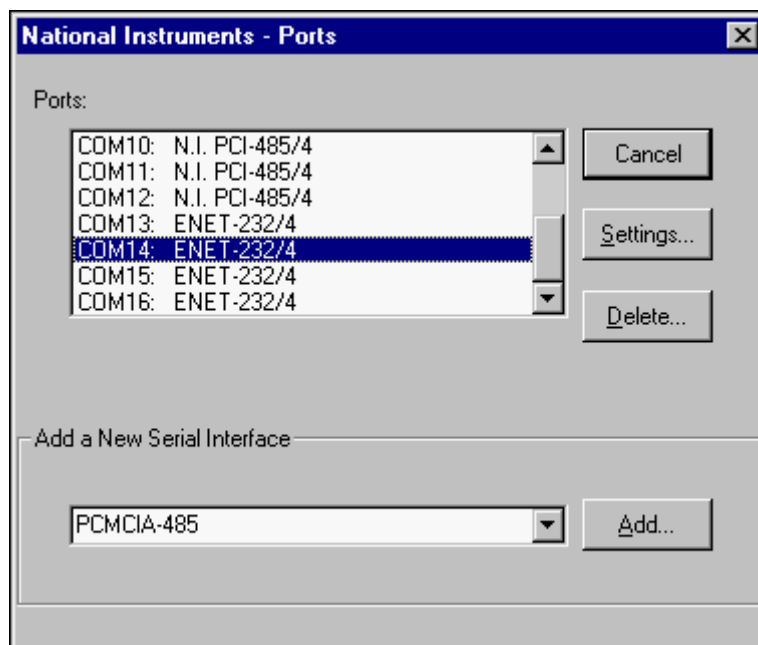 National Instruments - Ports
Ports:
COM10: N.I. PCI-485/4
COM11: N.I. PCI-485/4
COM12: N.I. PCI-485/4
COM13: ENET-232/4
COM14: ENET-232/4
COM15: ENET-232/4
COM16: ENET-232/4
Cancel
Settings...
Delete...
Add a New Serial Interface
PCMCIA-485
Add...